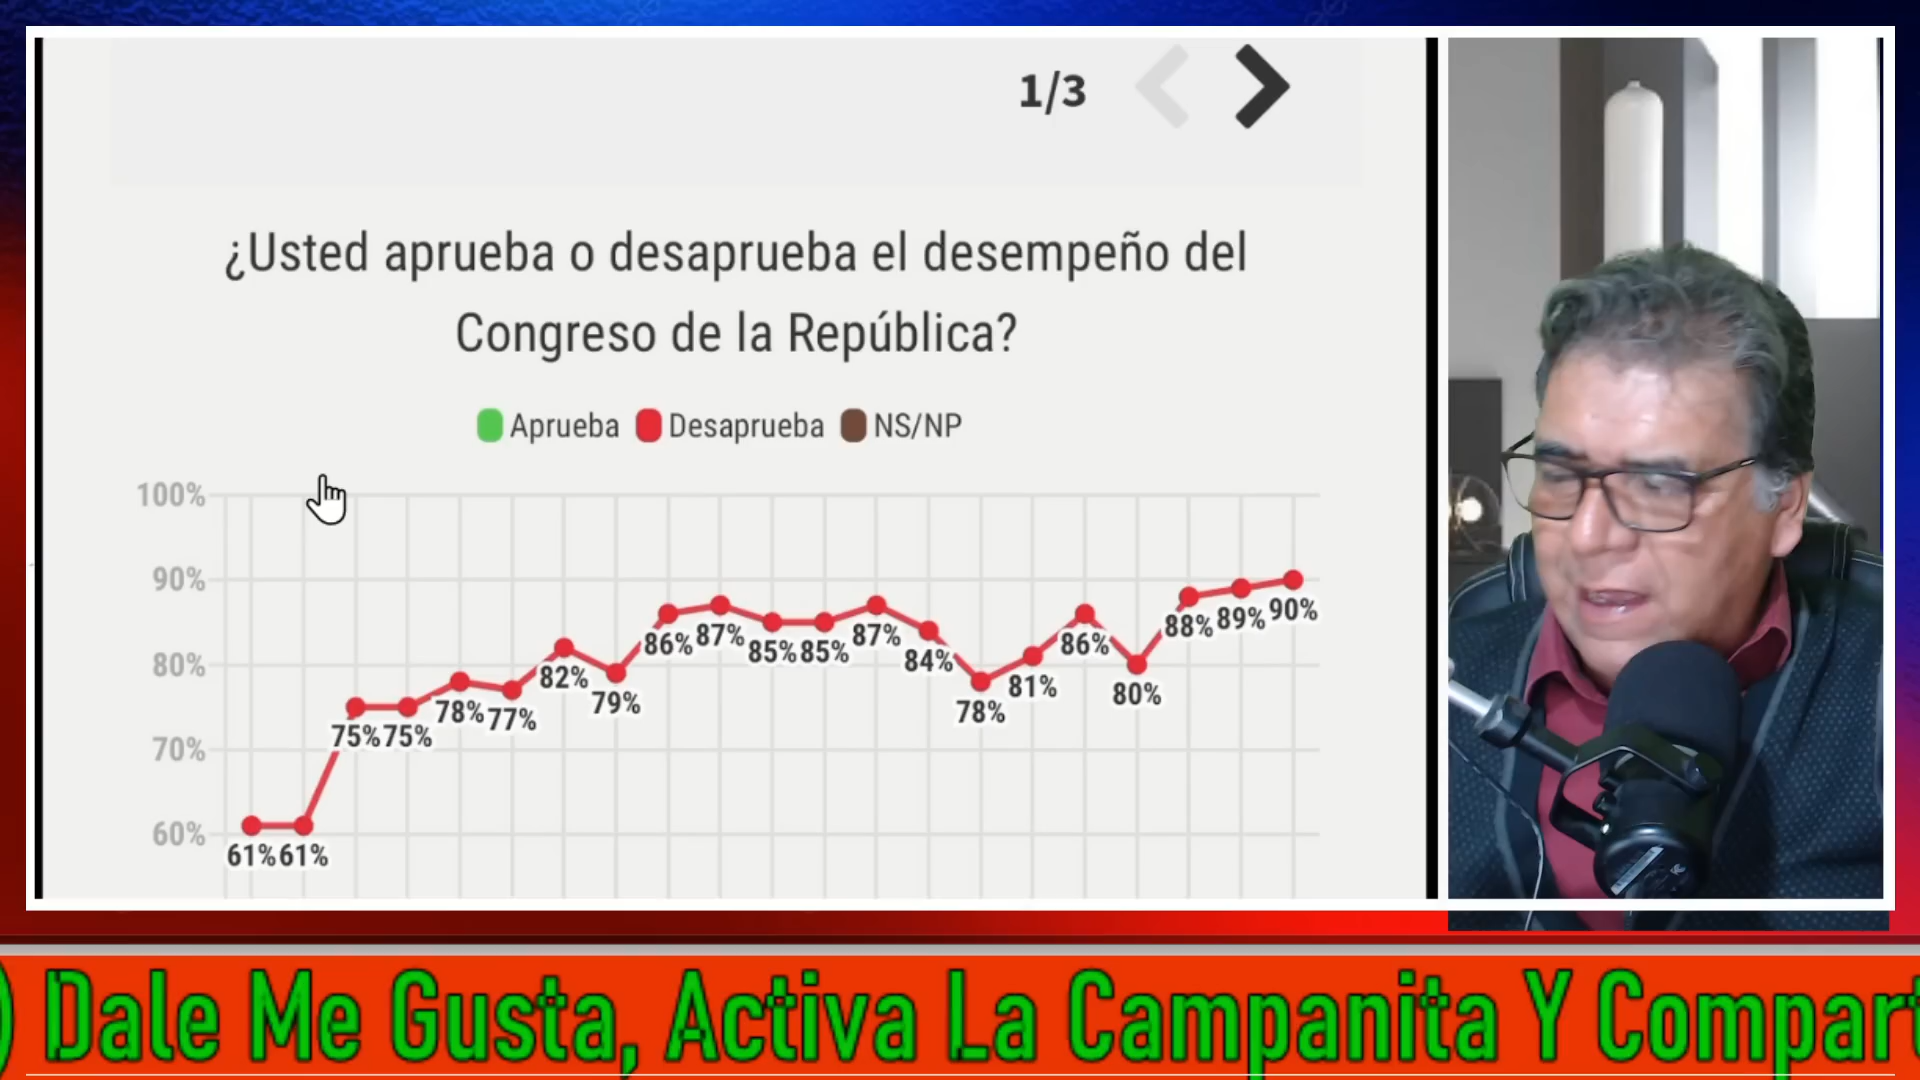 1/3
¿Usted aprueba o desaprueba el desempeño del
Congreso de la República?
Aprueba Desaprueba NS/NP
100%
90%
80%
70%
60%
61% 61% 75% 75% 78% 77% 82% 79% 86% 87% 85% 85% 87% 84% 78% 81% 86% 80% 88% 89% 90%
) Dale Me Gusta, Activa La Campanita Y Compart